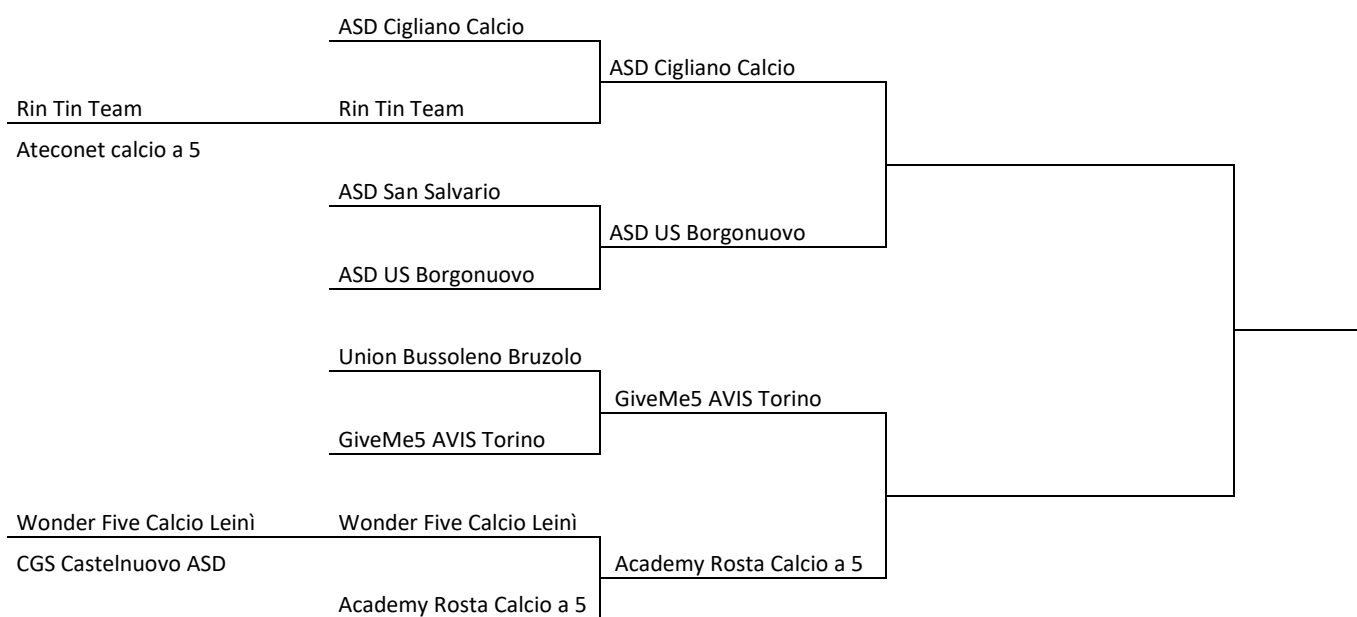 ASD Cigliano Calcio
ASD Cigliano Calcio
Rin Tin Team
Rin Tin Team
Ateconet calcio a 5
ASD San Salvario
ASD US Borgonuovo
ASD US Borgonuovo
Union Bussoleno Bruzolo
GiveMe5 AVIS Torino
GiveMe5 AVIS Torino
Wonder Five Calcio Leinì
Wonder Five Calcio Leinì
CGS Castelnuovo ASD
Academy Rosta Calcio a 5
Academy Rosta Calcio a 5